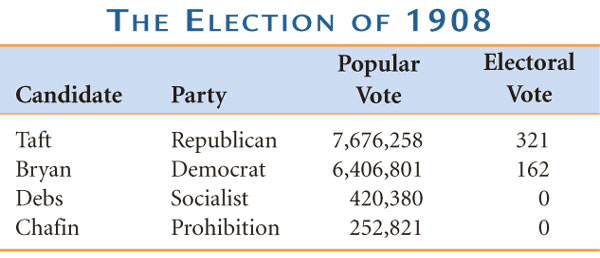 THE ELECTION OF 1908
Popular Electoral
Candidate Party Vote Vote
Taft Republican 7,676,258 321
Bryan Democrat 6,406,801 162
Debs Socialist 420,380 0
Chafin Prohibition 252,821 0